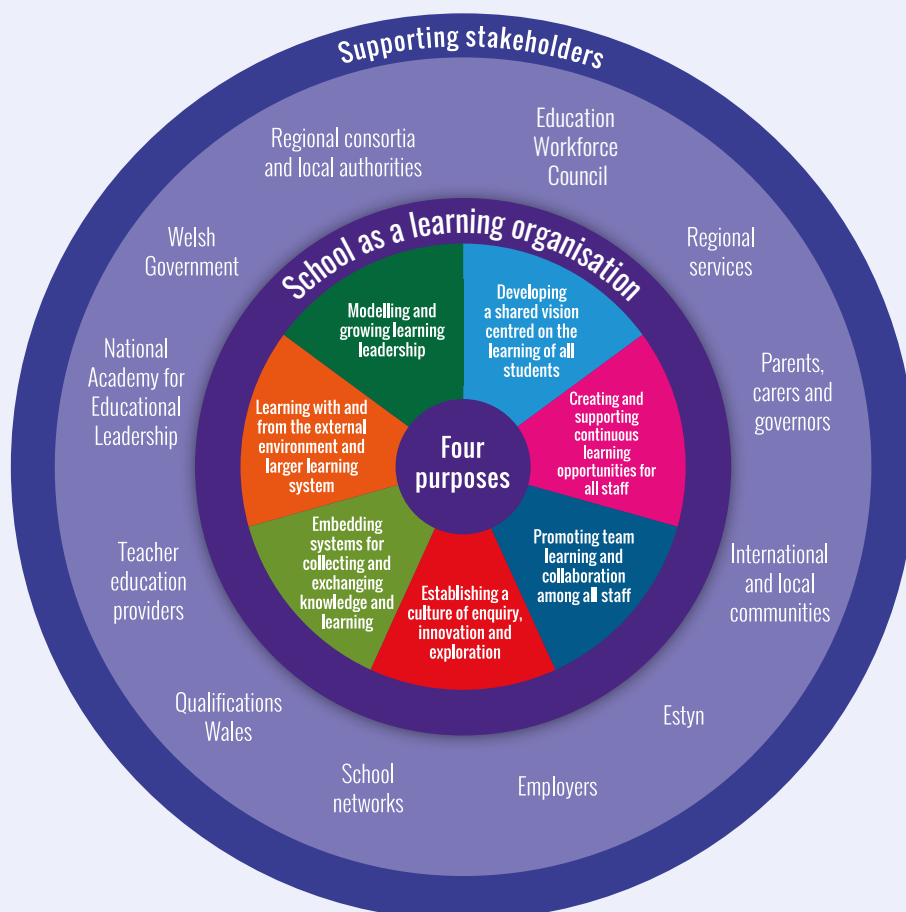 Supporting stakeholders
Regional consortia
and local authorities
Education
Workforce
Council
Welsh
Government
Regional
services
National
Academy for
Educational
Leadership
Parents,
carers and
governors
Teacher
education
providers
International
and local
communities
Qualifications
Wales
Estyn
School
networks
Employers
School as a learning organisation
Modelling and
growing learning
leadership
Developing
a shared vision
centred on the
learning of all
students
Learning with and
from the external
environment and
larger learning
system
Creating and
supporting
continuous
learning
opportunities for
all staff
Embedding
systems for
collecting and
exchanging
knowledge and
learning
Promoting team
learning and
collaboration
among all staff
Establishing a
culture of enquiry,
innovation and
exploration
Four
purposes